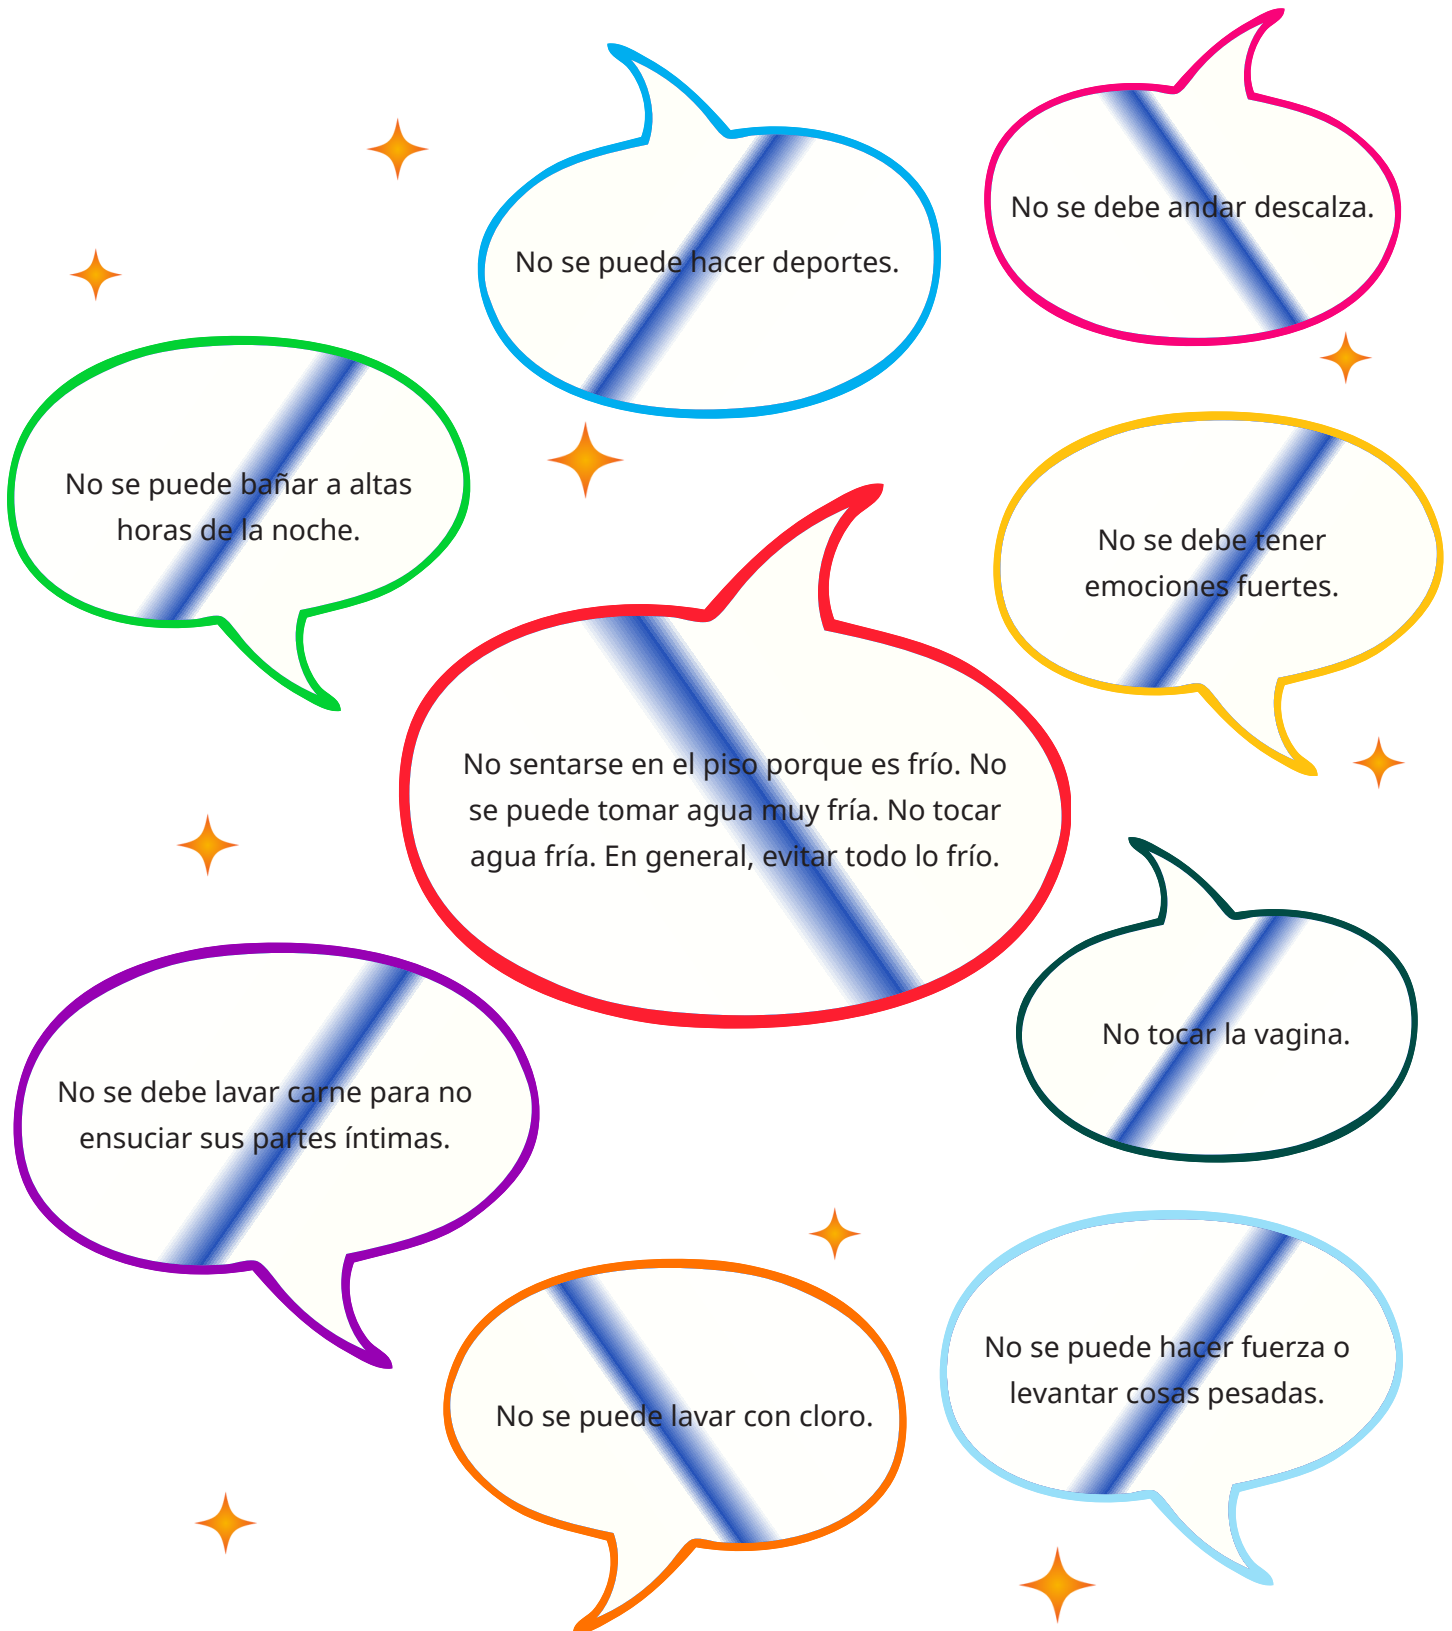 No se debe andar descalza.
No se puede hacer deportes.
No se puede bañar a altas
horas de la noche.
No se debe tener
emociones fuertes.
No sentarse en el piso porque es frío. No
se puede tomar agua muy fría. No tocar
agua fría. En general, evitar todo lo frío.
No tocar la vagina.
No se debe lavar carne para no
ensuciar sus partes íntimas.
No se puede hacer fuerza o
levantar cosas pesadas.
No se puede lavar con cloro.